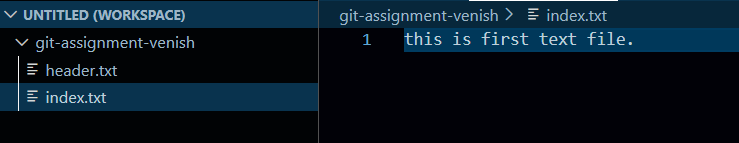 UNTITLED (WORKSPACE)
git-assignment-venish
header.txt
index.txt
git-assignment-venish > index.txt
1 this is first text file.